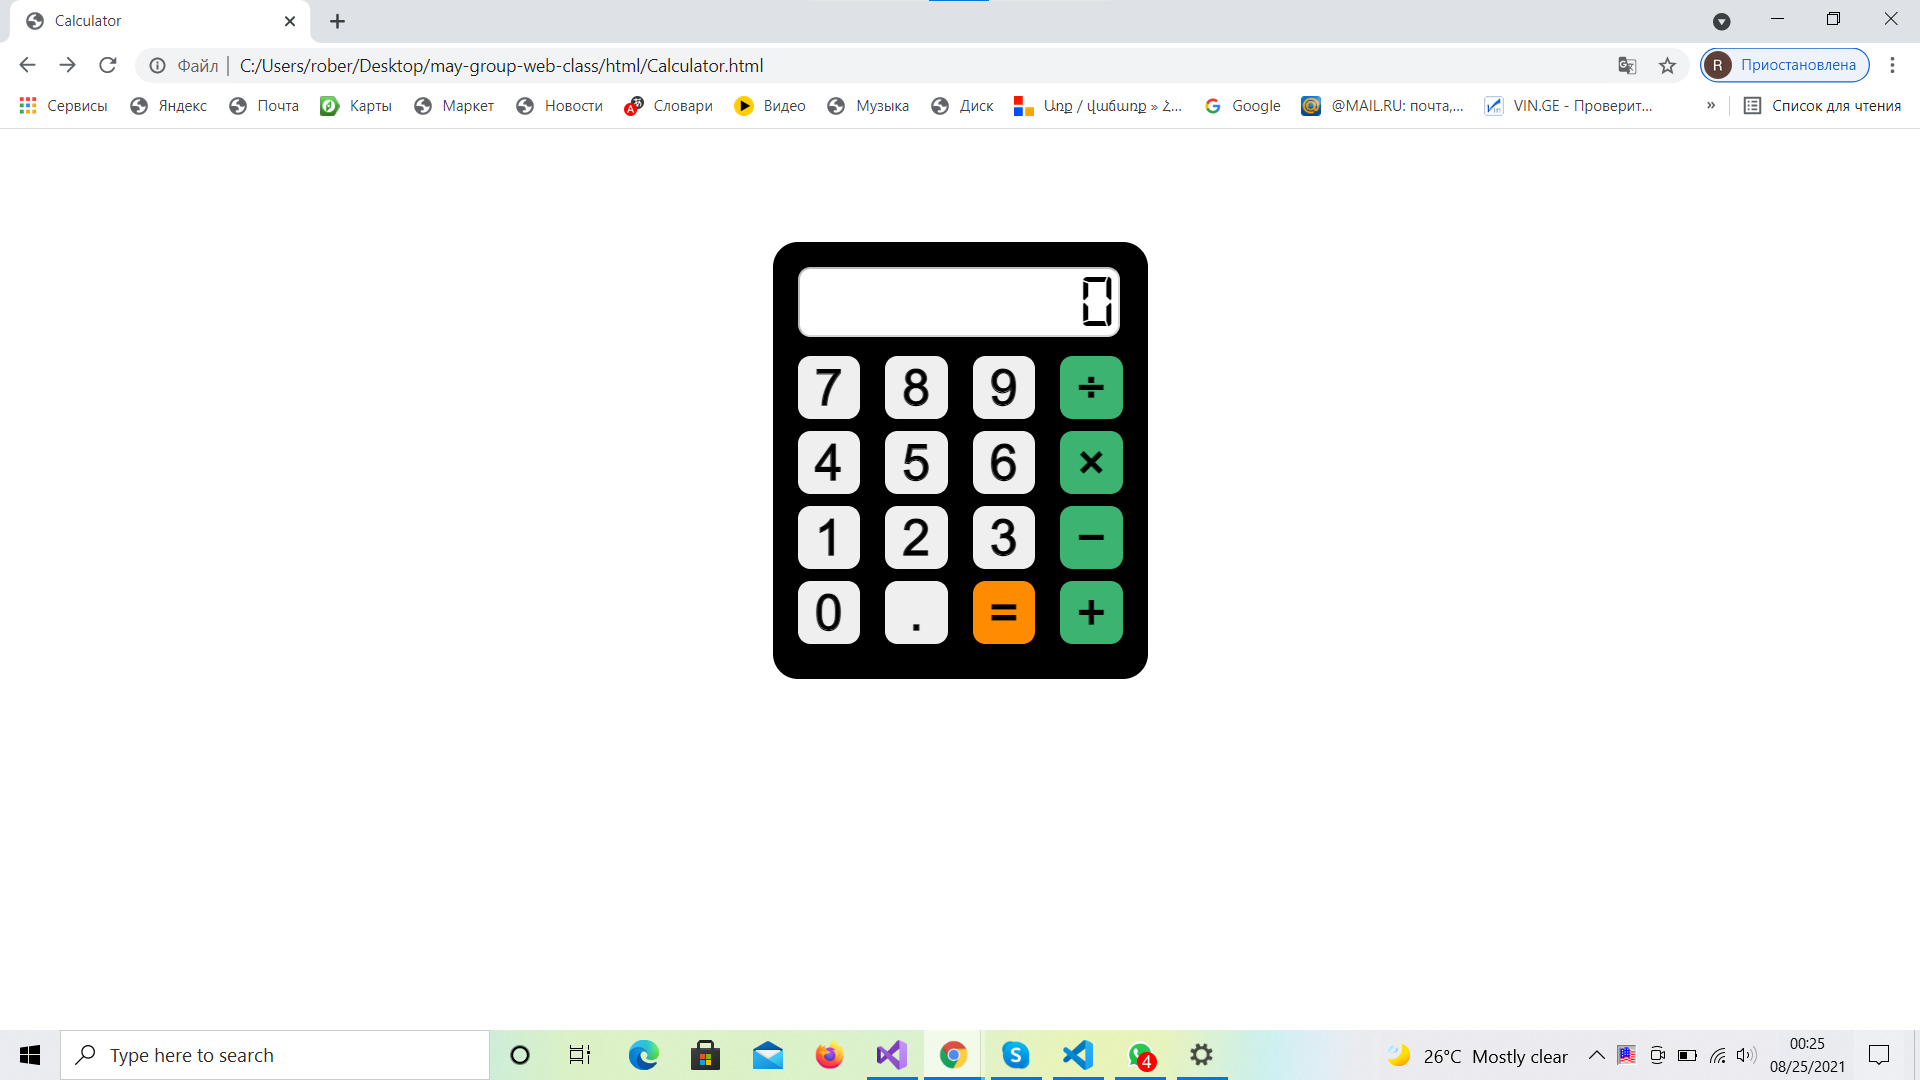 Calculator
Файл | C:/Users/rober/Desktop/may-group-web-class/html/Calculator.html
R Приостановлена
Сервисы Яндекс Почта Карты Маркет Новости Словари Видео Музыка Диск Առք / վաճառք » Հ... Google @MAIL.RU: почта,... VIN.GE - Проверит... » Список для чтения
0
7 8 9 ÷
4 5 6 ×
1 2 3 −
0 . = +
Type here to search
4
26°C Mostly clear
00:25
08/25/2021